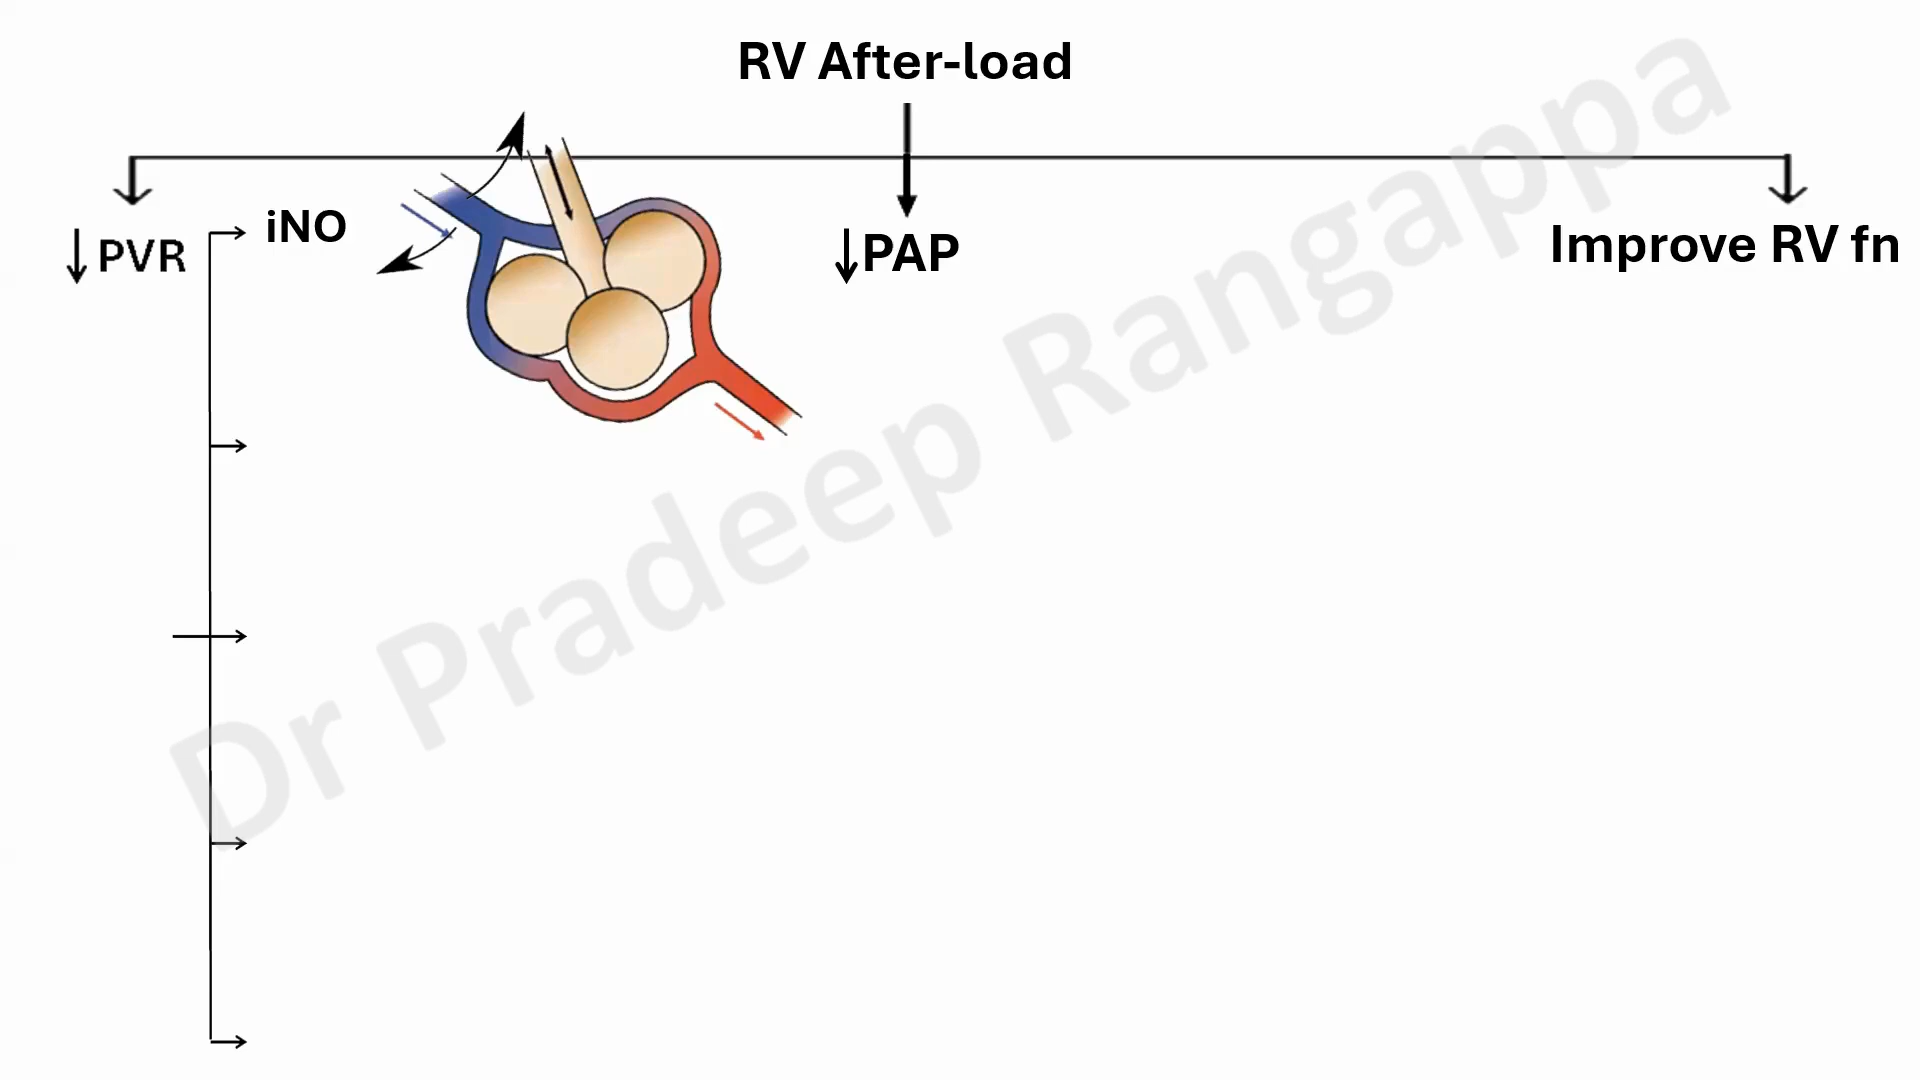 RV After-load
↓PVR
iNO
↓PAP
Improve RV fn
Dr Pradeep Rangappa